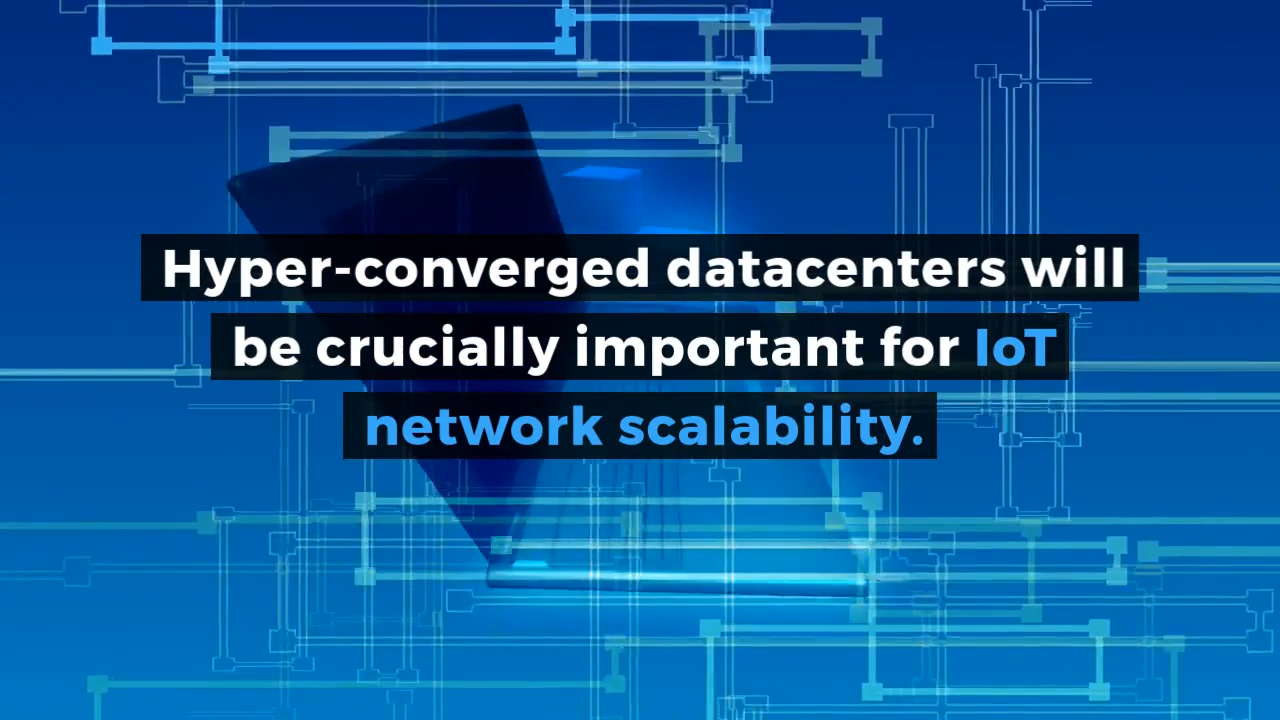 Hyper-converged datacenters will
be crucially important for IoT
network scalability.